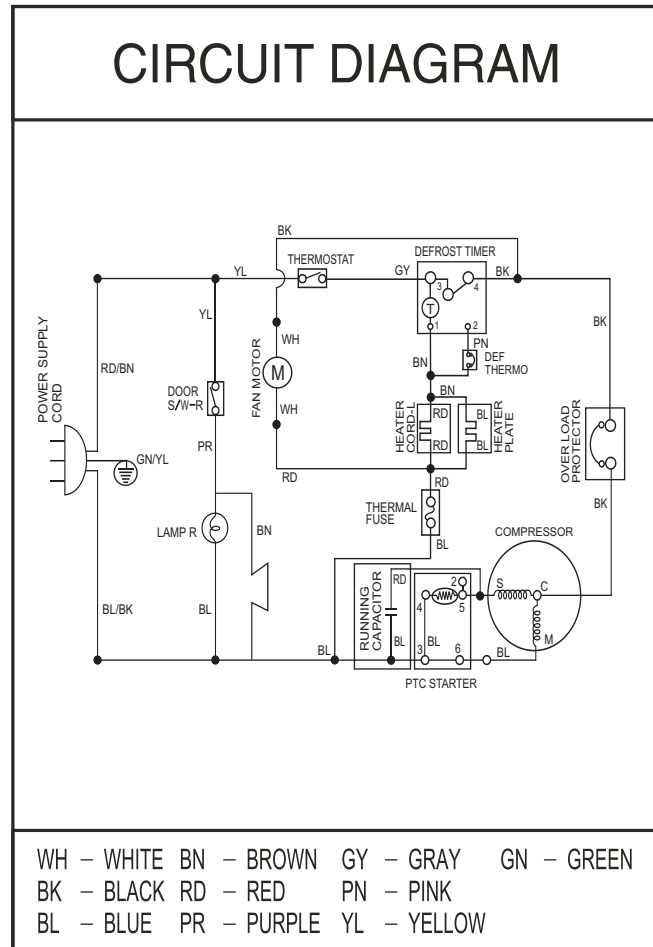 CIRCUIT DIAGRAM
BK
THERMOSTAT
DEFROST TIMER
YL
GY
BK
3
4
T
1
2
YL
WH
PN
BK
POWER SUPPLY
CORD
RD/BN
FAN MOTOR
M
BN
DEF
THERMO
DOOR
S/W-R
WH
BN
HEATER
CORD-L
RD
RD
BL
BL
HEATER
PLATE
OVER LOAD
PROTECTOR
GN/YL
PR
RD
RD
THERMAL
FUSE
BK
LAMP R
BN
BL
COMPRESSOR
RUNNING
CAPACITOR
RD
2
S
C
4
5
BL/BK
BL
BL
BL
M
BL
3
6
BL
PTC STARTER
WH – WHITE BN – BROWN GY – GRAY GN – GREEN
BK – BLACK RD – RED PN – PINK
BL – BLUE PR – PURPLE YL – YELLOW